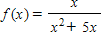 f(x) = x / (x² + 5x)